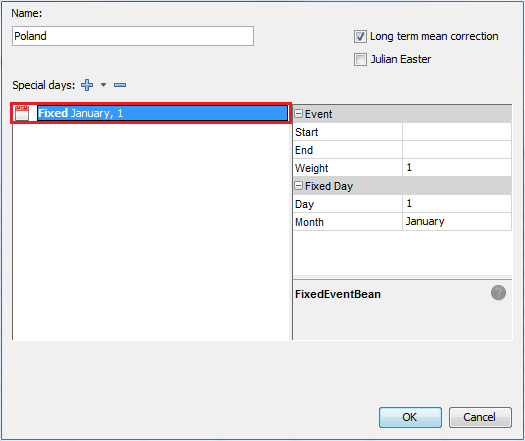 Name:
Poland
Long term mean correction
Julian Easter
Special days:
Fixed January, 1
Event
Start
End
Weight 1
Fixed Day
Day 1
Month January
FixedEventBean
?
OK Cancel